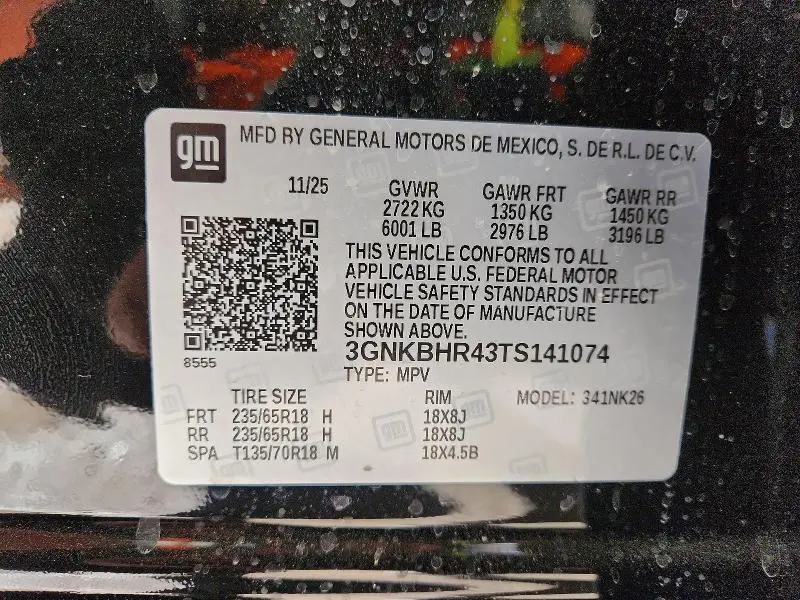 gm
MFD BY GENERAL MOTORS DE MEXICO, S. DE R.L. DE C.V.
11/25 GVWR GAWR FRT GAWR RR
2722 KG 1350 KG 1450 KG
6001 LB 2976 LB 3196 LB
THIS VEHICLE CONFORMS TO ALL
APPLICABLE U.S. FEDERAL MOTOR
VEHICLE SAFETY STANDARDS IN EFFECT
ON THE DATE OF MANUFACTURE
SHOWN ABOVE.
8555
3GNKBHR43TS141074
TYPE: MPV
TIRE SIZE RIM MODEL: 341NK26
FRT 235/65R18 H 18X8J
RR 235/65R18 H 18X8J
SPA T135/70R18 M 18X4.5B